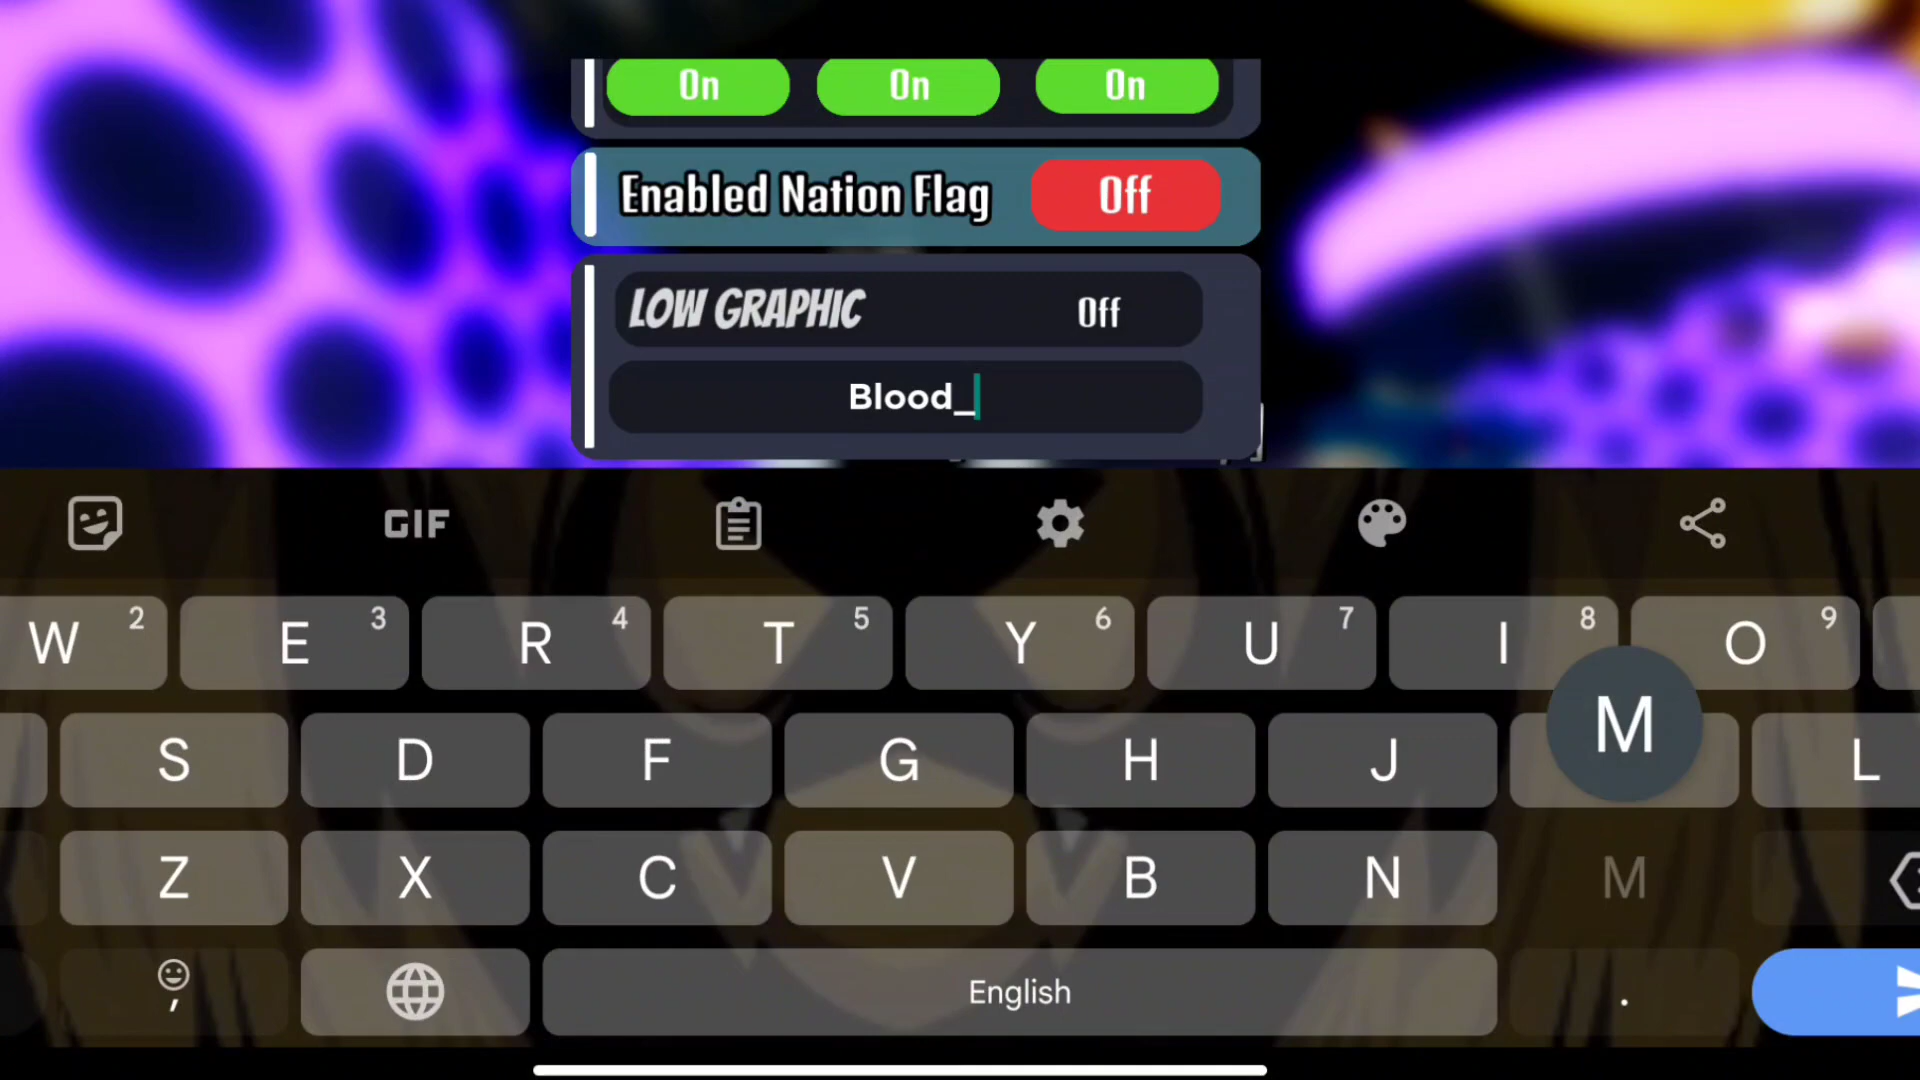 On On On
Enabled Nation Flag Off
LOW GRAPHIC Off
Blood_
GIF
W 2 E 3 R 4 T 5 Y 6 U 7 I 8 O 9
S D F G H J M L
Z X C V B N M
, English .